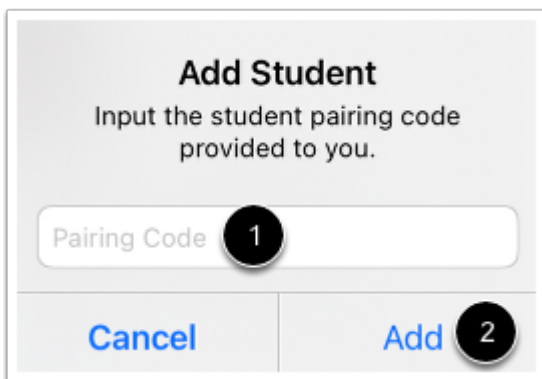 Add Student
Input the student pairing code
provided to you.
Pairing Code 1
Cancel Add 2